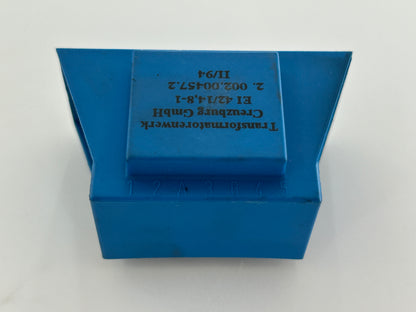 Transformatorenwerk
Creuzburg GmbH
EI 42/14,8-1
2. 002.00457.2
II/94